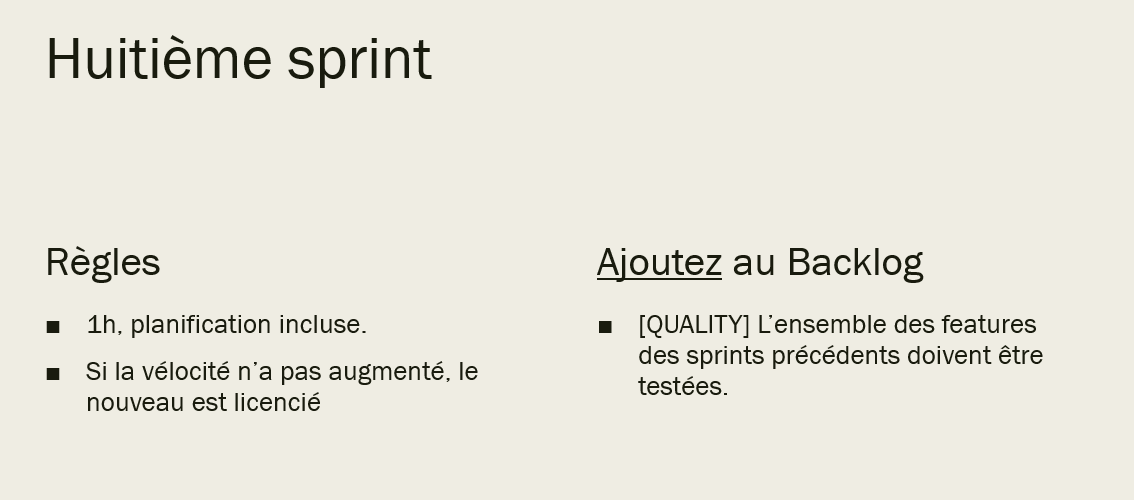 Huitième sprint
Règles
■ 1h, planification incluse.
■ Si la vélocité n’a pas augmenté, le
nouveau est licencié
Ajoutez au Backlog
■ [QUALITY] L’ensemble des features
des sprints précédents doivent être
testées.